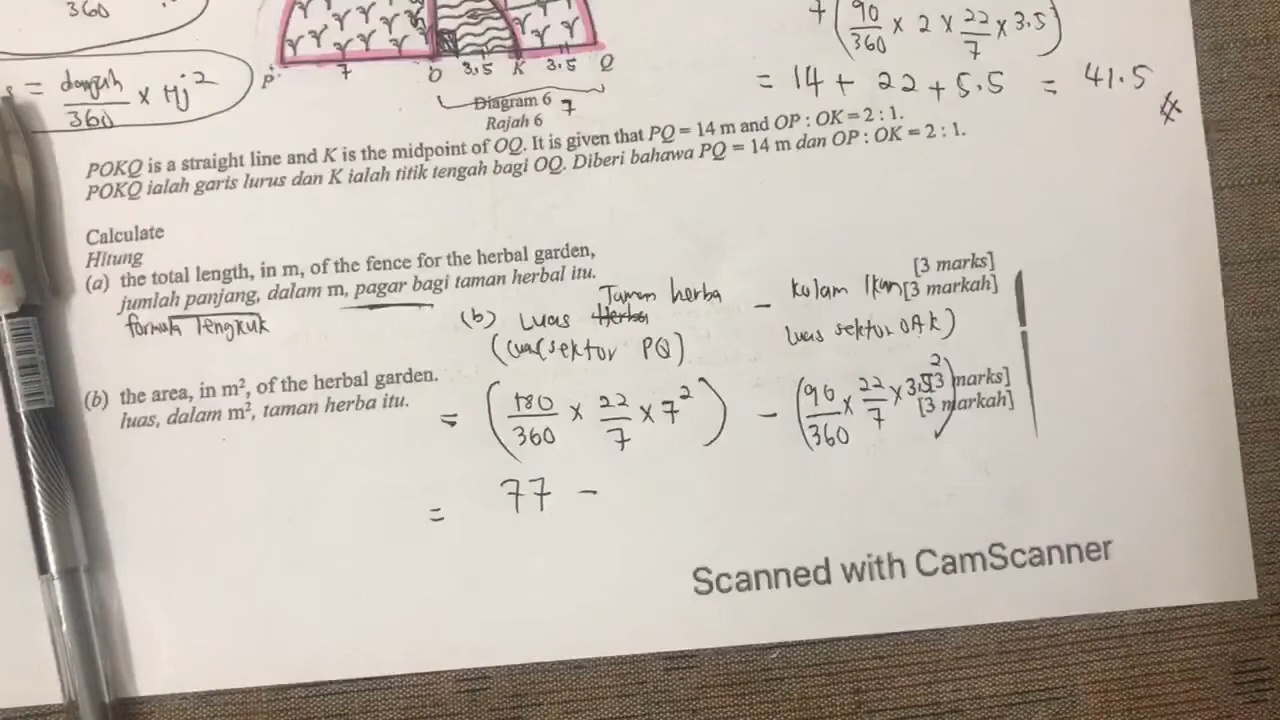 360
= darjah/360 × πj²
P 7 O 3.5 K 3.5 Q
7
Diagram 6
Rajah 6
+ (90/360 × 2 × 22/7 × 3.5)
= 14 + 22 + 5.5 = 41.5
POKQ is a straight line and K is the midpoint of OQ. It is given that PQ = 14 m and OP : OK = 2 : 1.
POKQ ialah garis lurus dan K ialah titik tengah bagi OQ. Diberi bahawa PQ = 14 m dan OP : OK = 2 : 1.
Calculate
Hitung
(a) the total length, in m, of the fence for the herbal garden,
jumlah panjang, dalam m, pagar bagi taman herbal itu.
[3 marks]
[3 markah]
formula lengkuk
(b) the area, in m², of the herbal garden.
luas, dalam m², taman herba itu.
[3 marks]
[3 markah]
(b) Luas Herba Taman herba − kolam Ikan
(luas sektor PQ) luas sektor OAK)
= (180/360 × 22/7 × 7²) − (90/360 × 22/7 × 3.5²)
= 77 −
Scanned with CamScanner